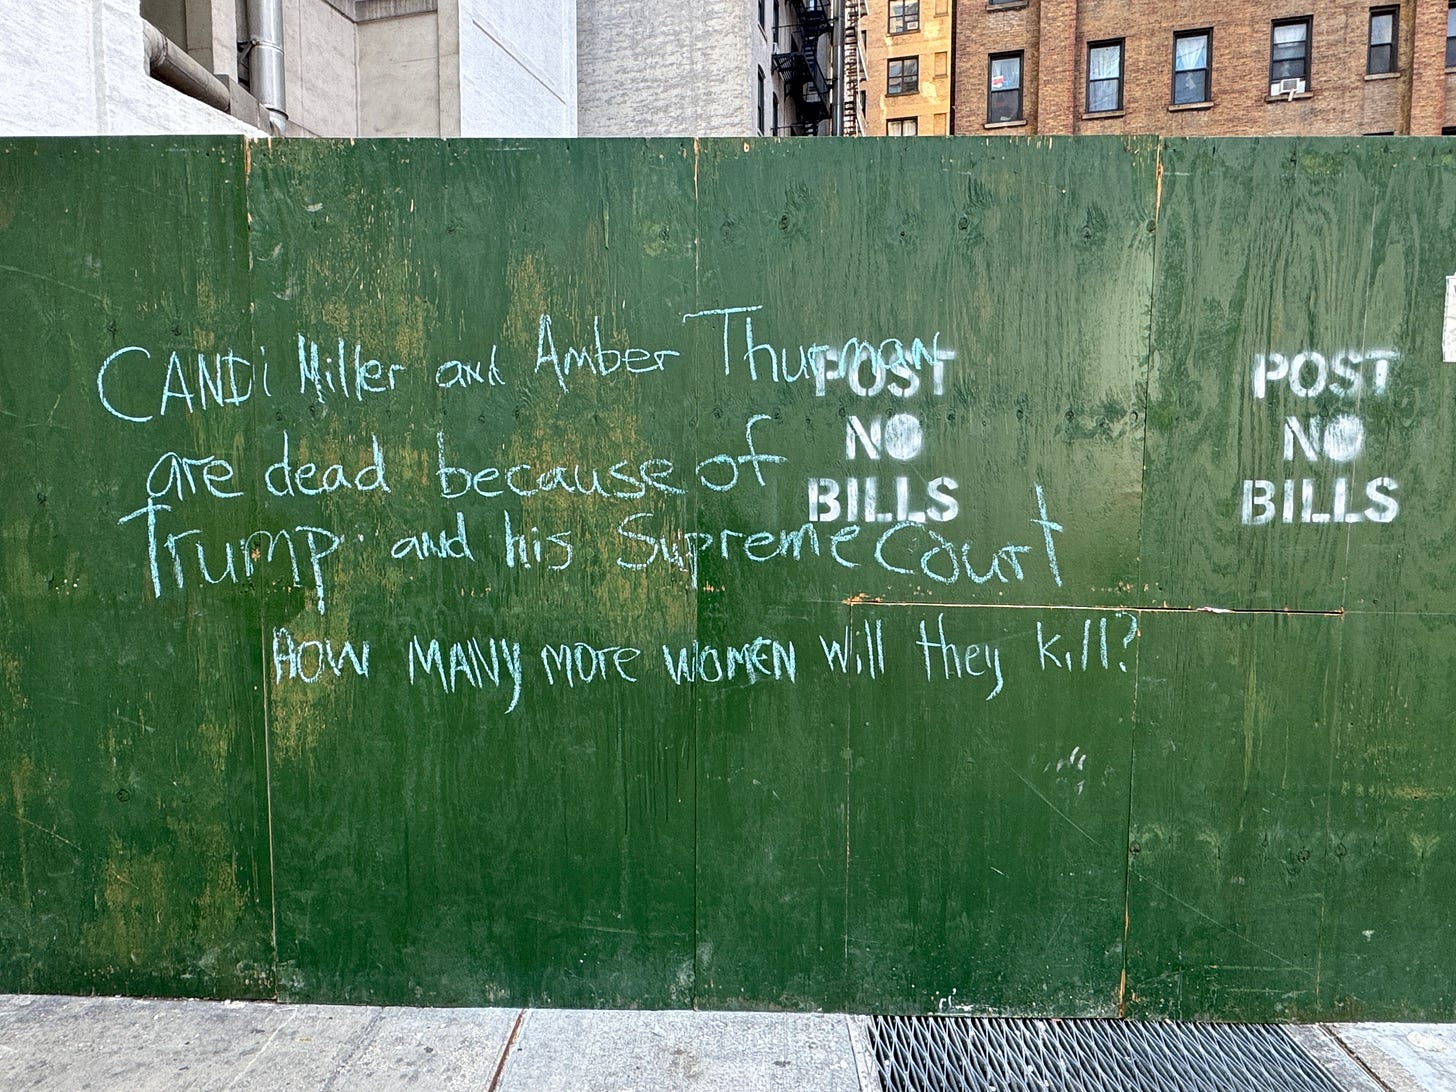 CANDi Miller and Amber Thurman
are dead because of
Trump and his Supreme Court
HOW MANY more WOMEN will they kill?
POST
NO
BILLS
POST
NO
BILLS